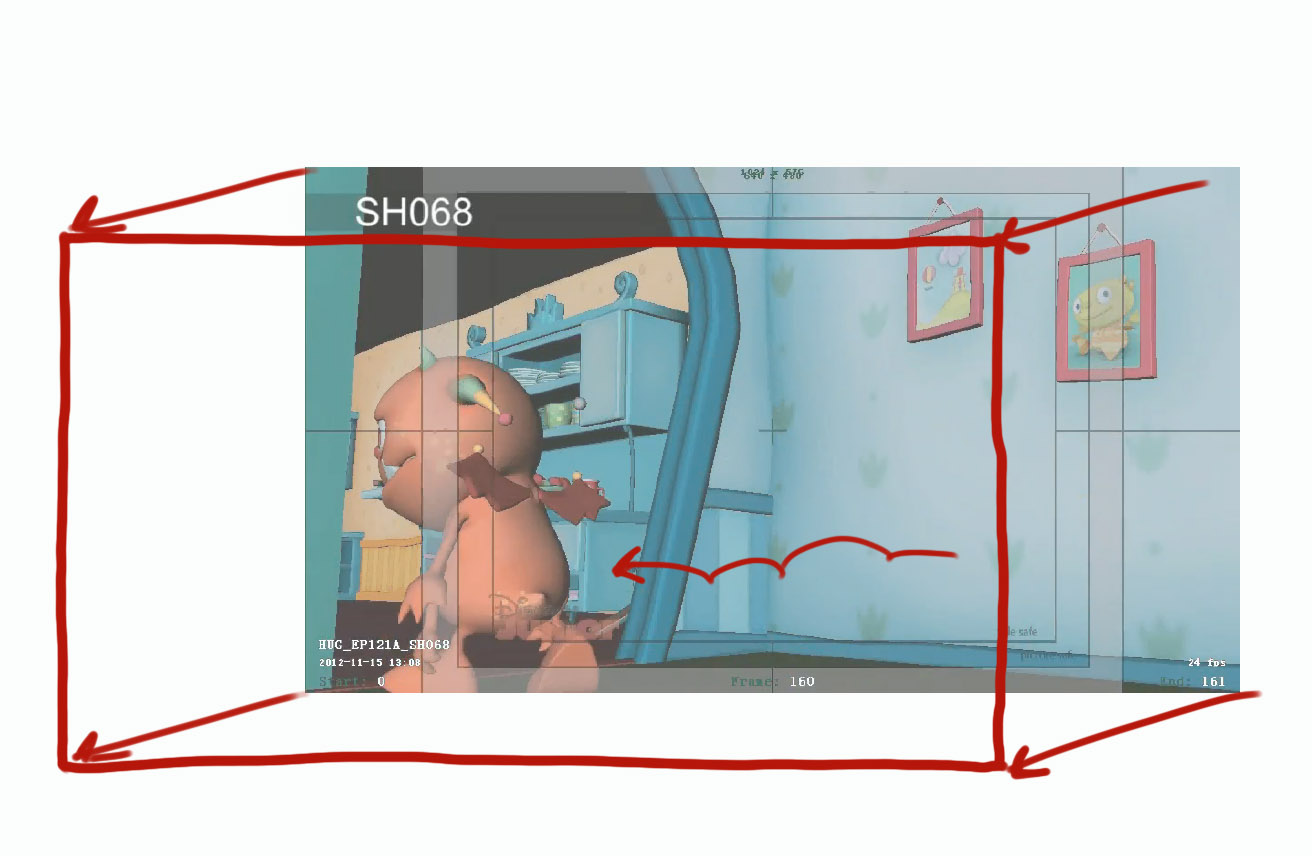 SH068
HUG_EP121A_SH068
2012-11-15 13:08
24 fps
Start: 0
Frame: 160
End: 161